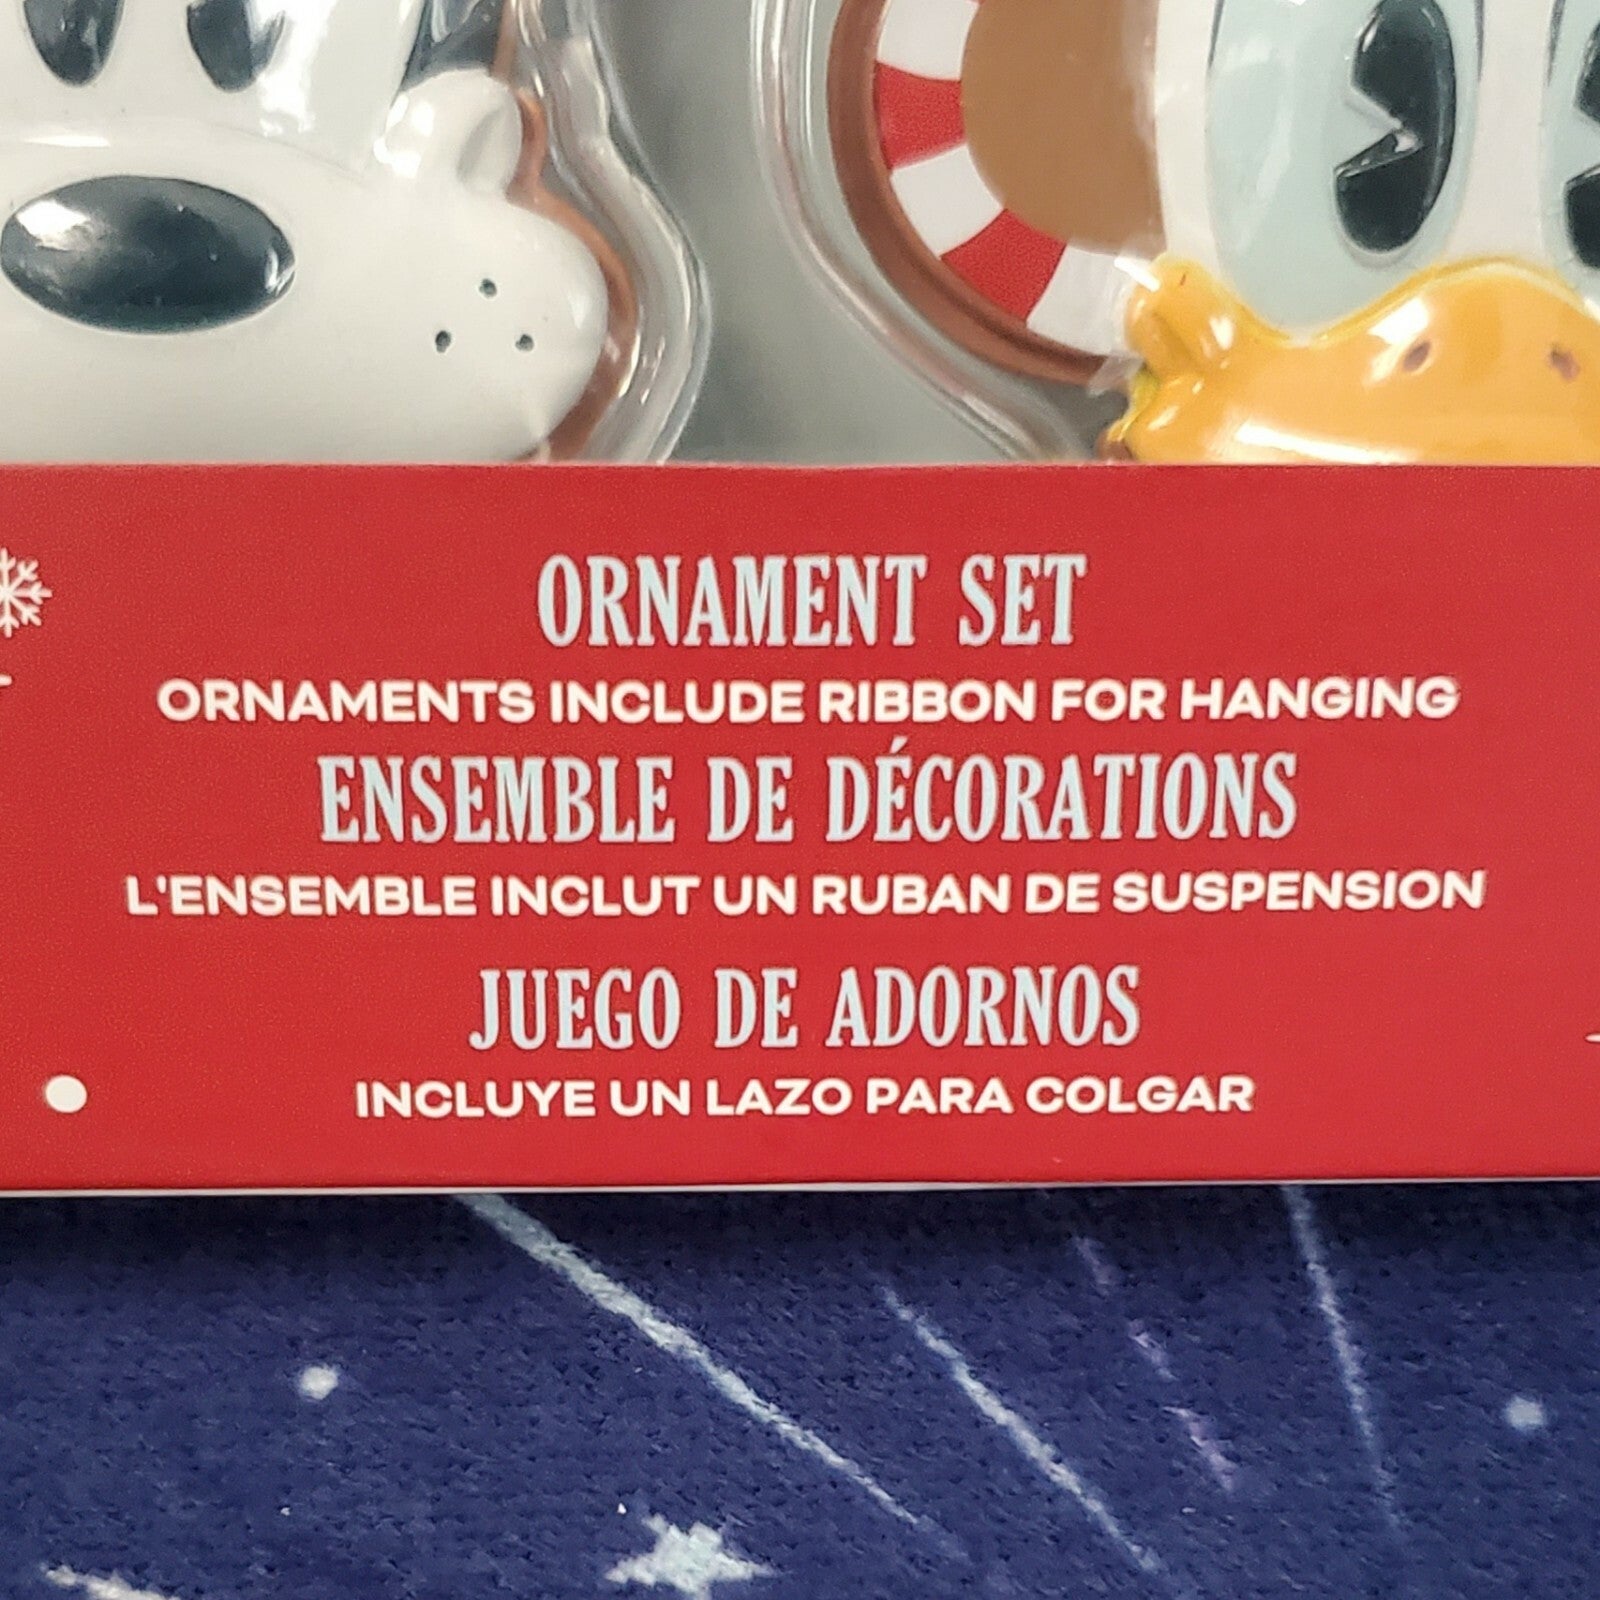 ORNAMENT SET
ORNAMENTS INCLUDE RIBBON FOR HANGING
ENSEMBLE DE DÉCORATIONS
L'ENSEMBLE INCLUT UN RUBAN DE SUSPENSION
JUEGO DE ADORNOS
INCLUYE UN LAZO PARA COLGAR